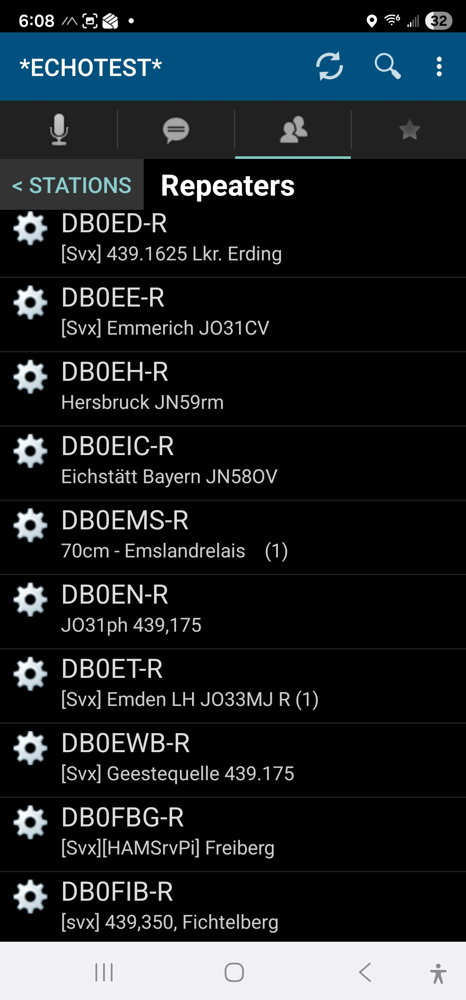 6:08
6
32
*ECHOTEST*
< STATIONS
Repeaters
DB0ED-R
[Svx] 439.1625 Lkr. Erding
DB0EE-R
[Svx] Emmerich JO31CV
DB0EH-R
Hersbruck JN59rm
DB0EIC-R
Eichstätt Bayern JN58OV
DB0EMS-R
70cm - Emslandrelais (1)
DB0EN-R
JO31ph 439,175
DB0ET-R
[Svx] Emden LH JO33MJ R (1)
DB0EWB-R
[Svx] Geestequelle 439.175
DB0FBG-R
[Svx][HAMSrvPi] Freiberg
DB0FIB-R
[svx] 439,350, Fichtelberg